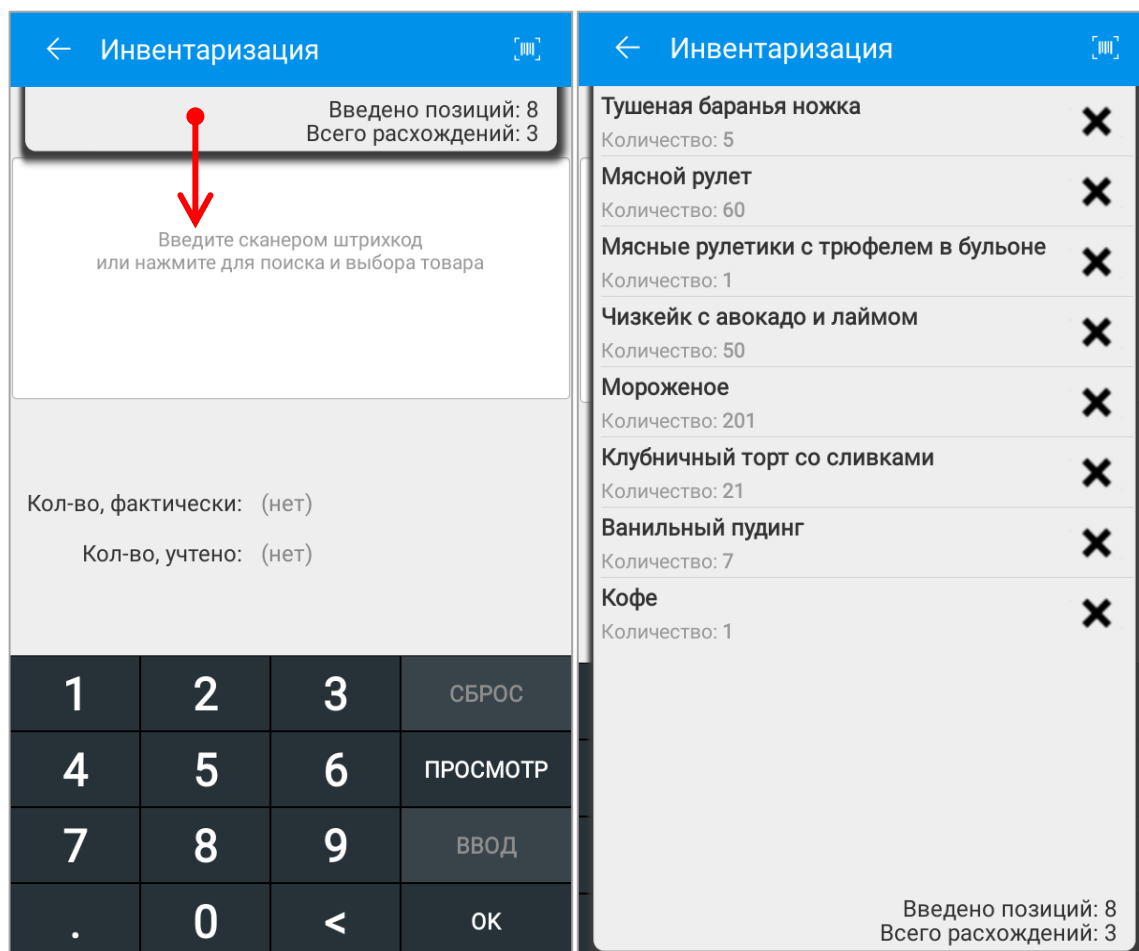 Инвентаризация
Введено позиций: 8
Всего расхождений: 3
Введите сканером штрихкод
или нажмите для поиска и выбора товара
Кол-во, фактически: (нет)
Кол-во, учтено: (нет)
1 2 3 СБРОС
4 5 6 ПРОСМОТР
7 8 9 ВВОД
. 0 < ОК
Инвентаризация
Тушеная баранья ножка
Количество: 5
Мясной рулет
Количество: 60
Мясные рулетики с трюфелем в бульоне
Количество: 1
Чизкейк с авокадо и лаймом
Количество: 50
Мороженое
Количество: 201
Клубничный торт со сливками
Количество: 21
Ванильный пудинг
Количество: 7
Кофе
Количество: 1
Введено позиций: 8
Всего расхождений: 3